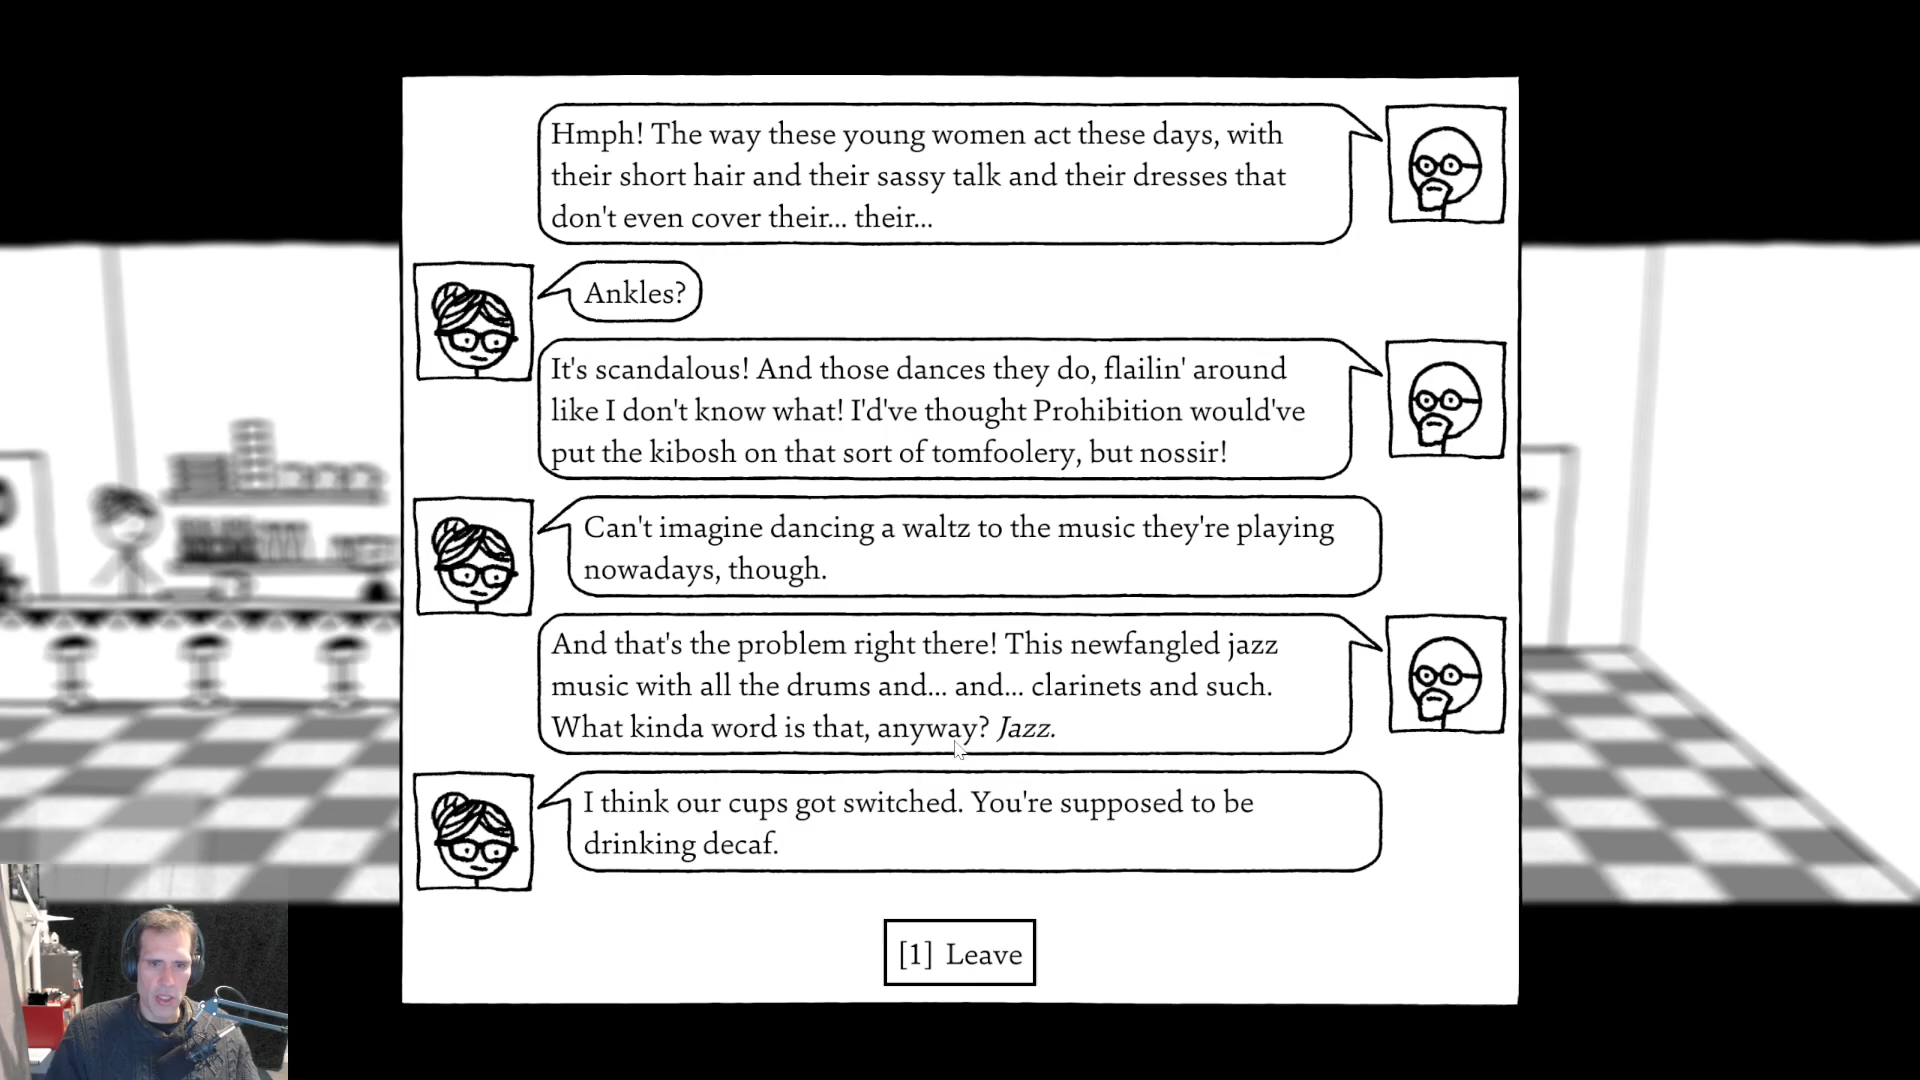 Hmph! The way these young women act these days, with
their short hair and their sassy talk and their dresses that
don't even cover their... their...
Ankles?
It's scandalous! And those dances they do, flailin' around
like I don't know what! I'd've thought Prohibition would've
put the kibosh on that sort of tomfoolery, but nossir!
Can't imagine dancing a waltz to the music they're playing
nowadays, though.
And that's the problem right there! This newfangled jazz
music with all the drums and... and... clarinets and such.
What kinda word is that, anyway? Jazz.
I think our cups got switched. You're supposed to be
drinking decaf.
[1] Leave